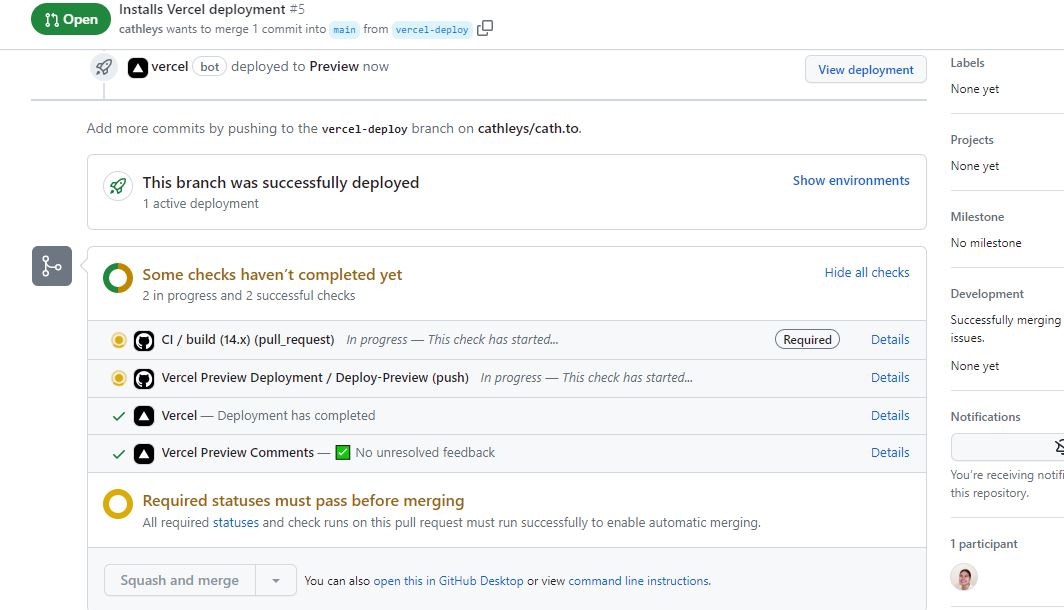 Open
Installs Vercel deployment #5
cathleys wants to merge 1 commit into main from vercel-deploy
vercel bot deployed to Preview now
View deployment
Add more commits by pushing to the vercel-deploy branch on cathleys/cath.to.
This branch was successfully deployed
Show environments
1 active deployment
Some checks haven't completed yet
Hide all checks
2 in progress and 2 successful checks
CI / build (14.x) (pull_request) In progress — This check has started... Required Details
Vercel Preview Deployment / Deploy-Preview (push) In progress — This check has started... Details
Vercel — Deployment has completed Details
Vercel Preview Comments — ✅ No unresolved feedback Details
Required statuses must pass before merging
All required statuses and check runs on this pull request must run successfully to enable automatic merging.
Squash and merge
You can also open this in GitHub Desktop or view command line instructions.
Labels
None yet
Projects
None yet
Milestone
No milestone
Development
Successfully merging
issues.
None yet
Notifications
You're receiving notifi
this repository.
1 participant